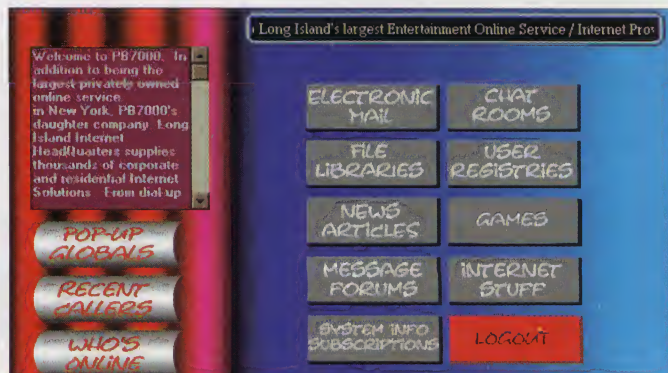 Long Island's largest Entertainment Online Service / Internet Prov
Welcome to PB7000. In
addition to being the
largest privately owned
online service
in New York, PB7000's
daughter company Long
Island Internet
HeadQuarters supplies
thousands of corporate
and residential Internet
Solutions From dial-up
POP-UP
GLOBALS
RECENT
CALLERS
WHO'S
ONLINE
ELECTRONIC
MAIL
CHAT
ROOMS
FILE
LIBRARIES
USER
REGISTRIES
NEWS
ARTICLES
GAMES
MESSAGE
FORUMS
INTERNET
STUFF
SYSTEM INFO
SUBSCRIPTIONS
LOGOUT